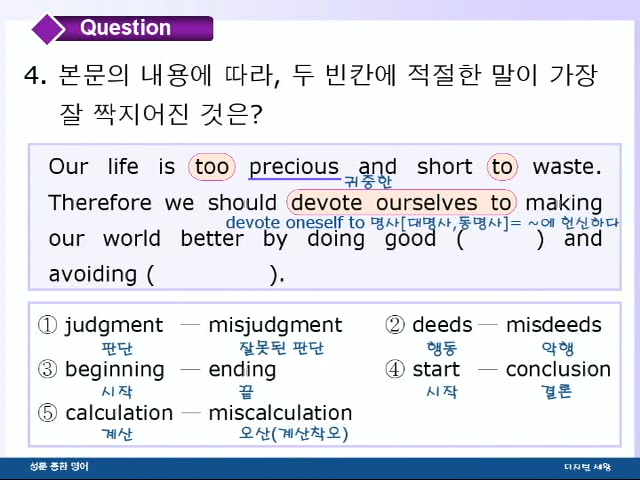 Question
4. 본문의 내용에 따라, 두 빈칸에 적절한 말이 가장
잘 짝지어진 것은?
Our life is too precious and short to waste.
귀중한
Therefore we should devote ourselves to making
devote oneself to 명사[대명사,동명사]= ~에 헌신하다
our world better by doing good ( ) and
avoiding ( ).
① judgment — misjudgment ② deeds — misdeeds
판단 잘못된 판단 행동 악행
③ beginning — ending ④ start — conclusion
시작 끝 시작 결론
⑤ calculation — miscalculation
계산 오산(계산착오)
성문 종합 영어 디지털 세왕